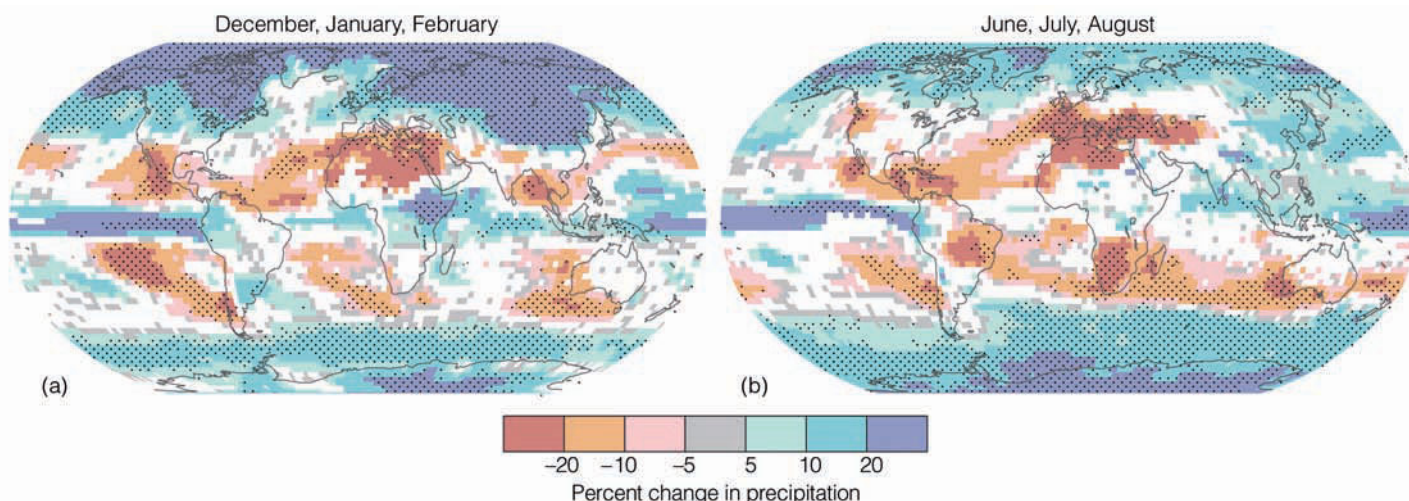 December, January, February
June, July, August
(a)
(b)
–20 –10 –5 5 10 20
Percent change in precipitation